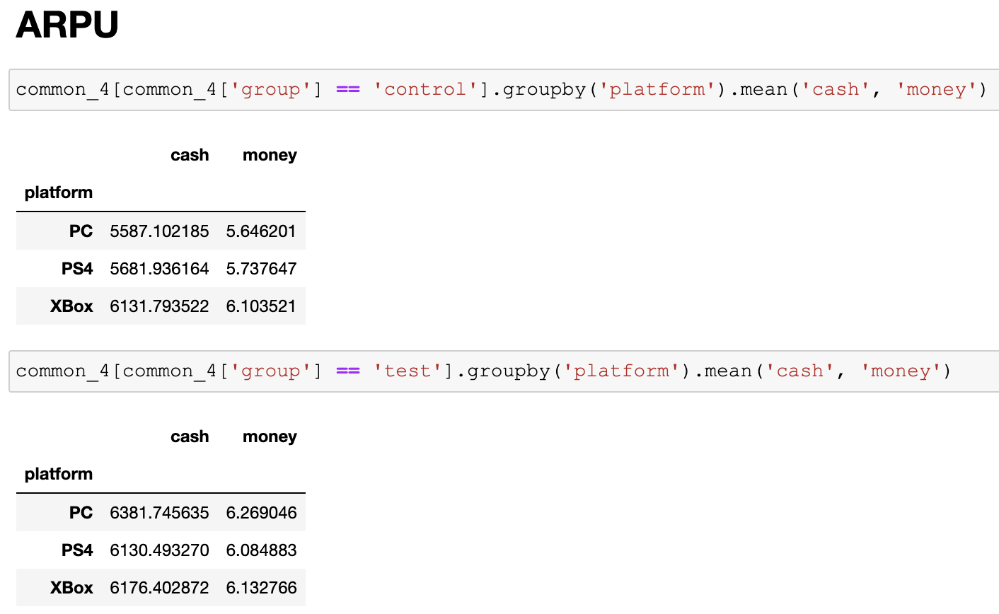 ARPU
common_4[common_4['group'] == 'control'].groupby('platform').mean('cash', 'money')
cash money
platform
PC 5587.102185 5.646201
PS4 5681.936164 5.737647
XBox 6131.793522 6.103521
common_4[common_4['group'] == 'test'].groupby('platform').mean('cash', 'money')
cash money
platform
PC 6381.745635 6.269046
PS4 6130.493270 6.084883
XBox 6176.402872 6.132766